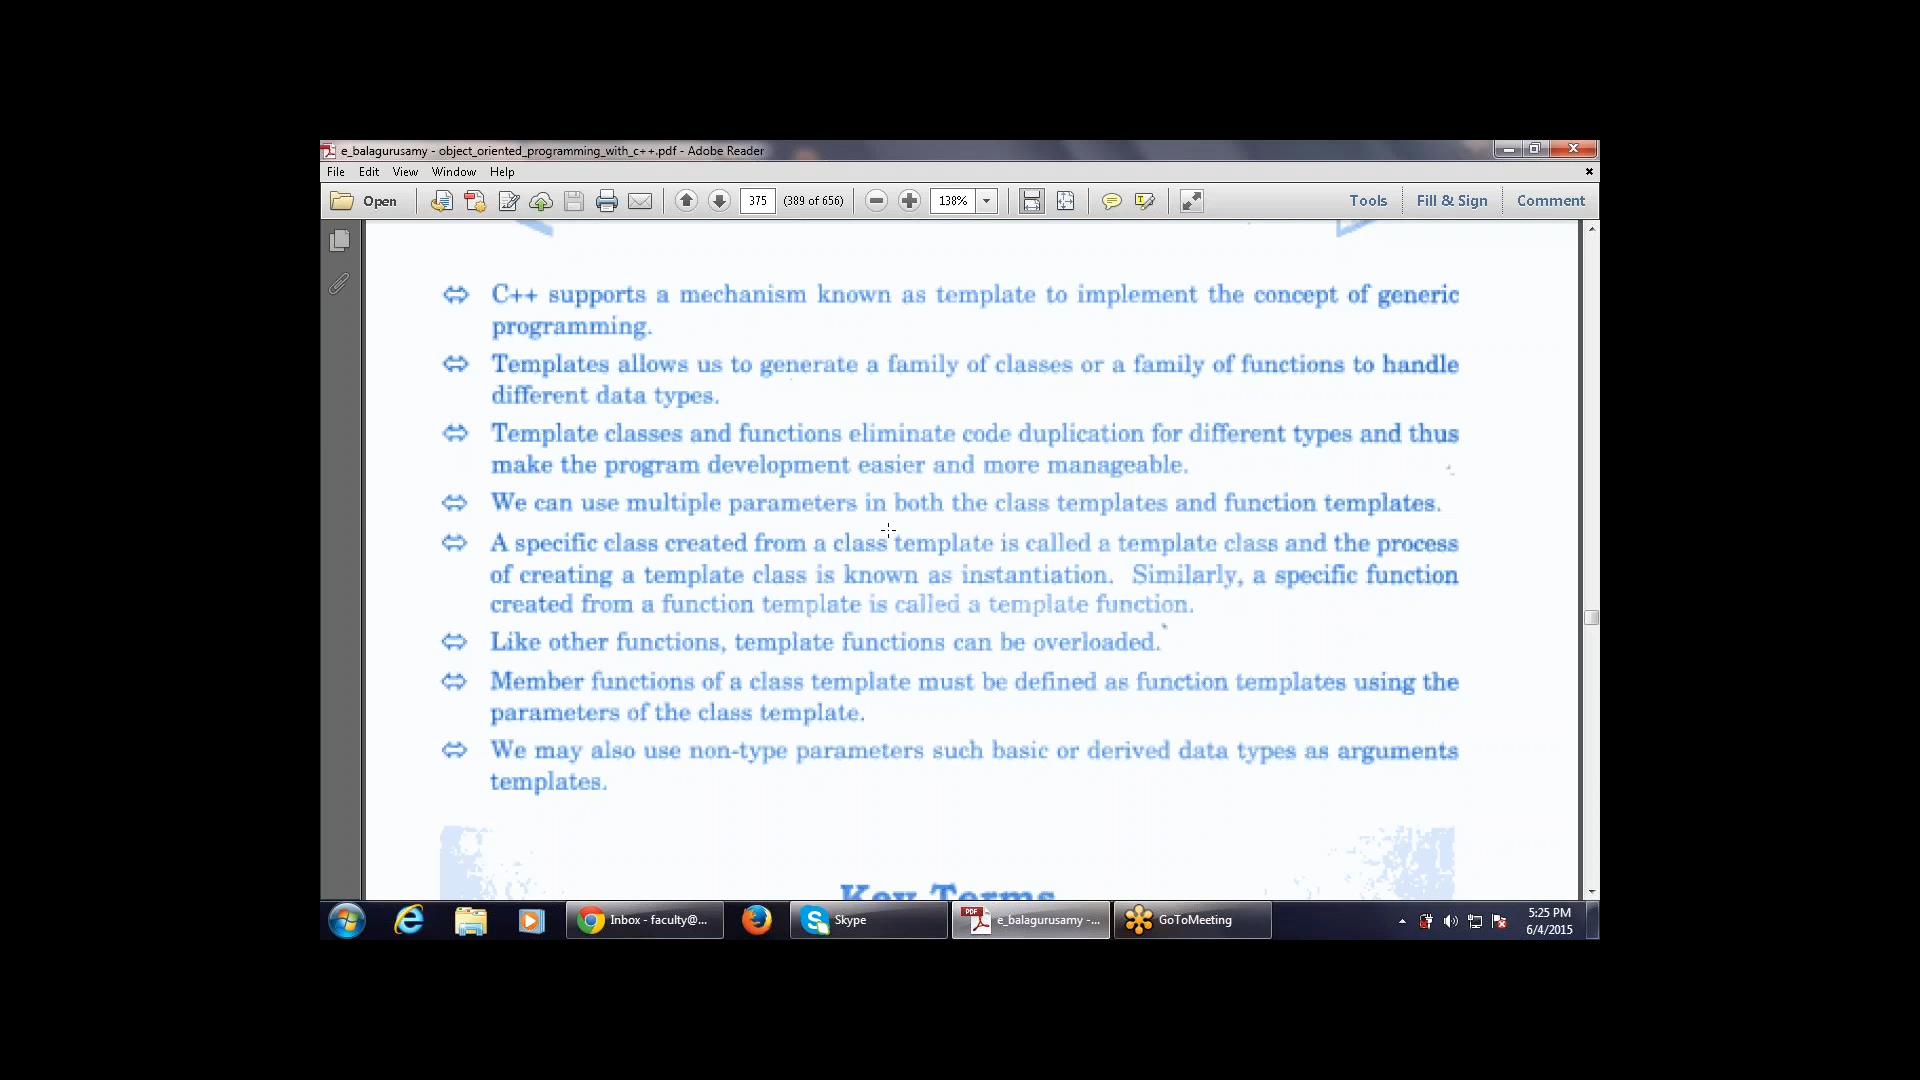 e_balagurusamy - object_oriented_programming_with_c++.pdf - Adobe Reader
File Edit View Window Help
Open 375 (389 of 656) 138% Tools Fill & Sign Comment
C++ supports a mechanism known as template to implement the concept of generic
programming.
Templates allows us to generate a family of classes or a family of functions to handle
different data types.
Template classes and functions eliminate code duplication for different types and thus
make the program development easier and more manageable.
We can use multiple parameters in both the class templates and function templates.
A specific class created from a class template is called a template class and the process
of creating a template class is known as instantiation. Similarly, a specific function
created from a function template is called a template function.
Like other functions, template functions can be overloaded.
Member functions of a class template must be defined as function templates using the
parameters of the class template.
We may also use non-type parameters such basic or derived data types as arguments
templates.
Key Terms
Inbox - faculty@... Skype e_balagurusamy -... GoToMeeting 5:25 PM
6/4/2015